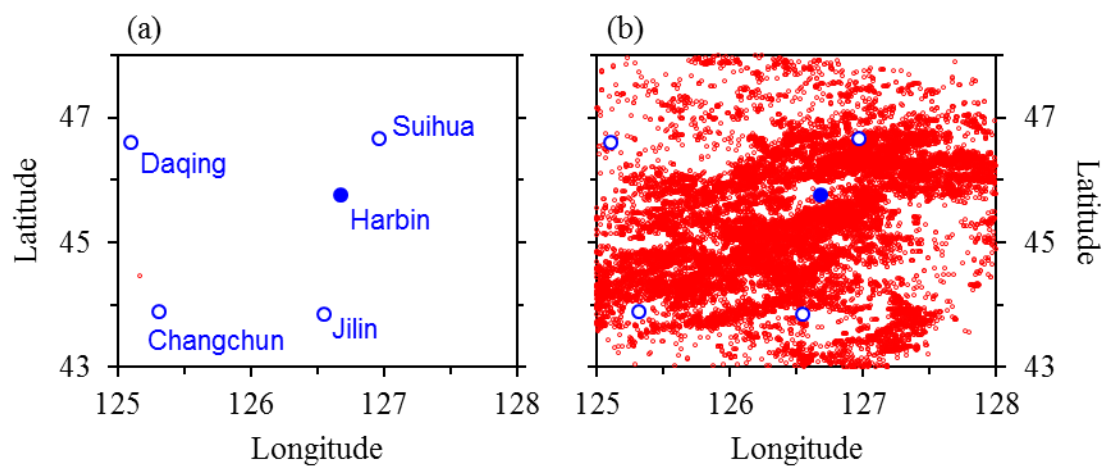 (a)
(b)
47
45
43
Latitude
Daqing
Suihua
Harbin
Changchun
Jilin
125
126
127
128
Longitude
47
45
43
Latitude
125
126
127
128
Longitude